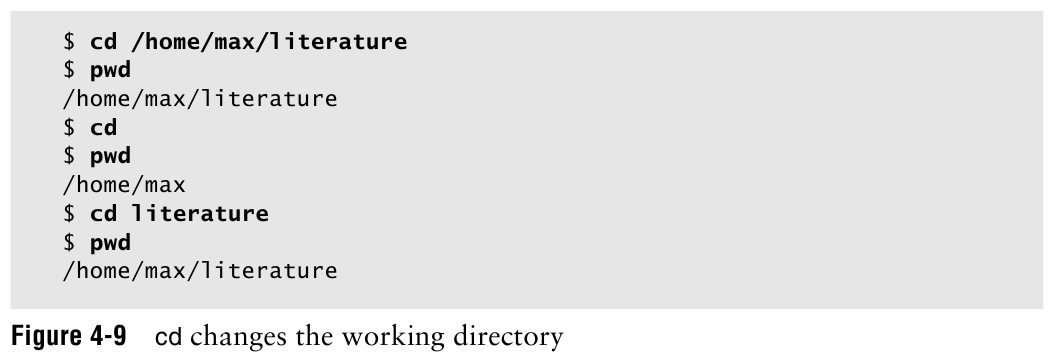 $ cd /home/max/literature
$ pwd
/home/max/literature
$ cd
$ pwd
/home/max
$ cd literature
$ pwd
/home/max/literature
Figure 4-9 cd changes the working directory